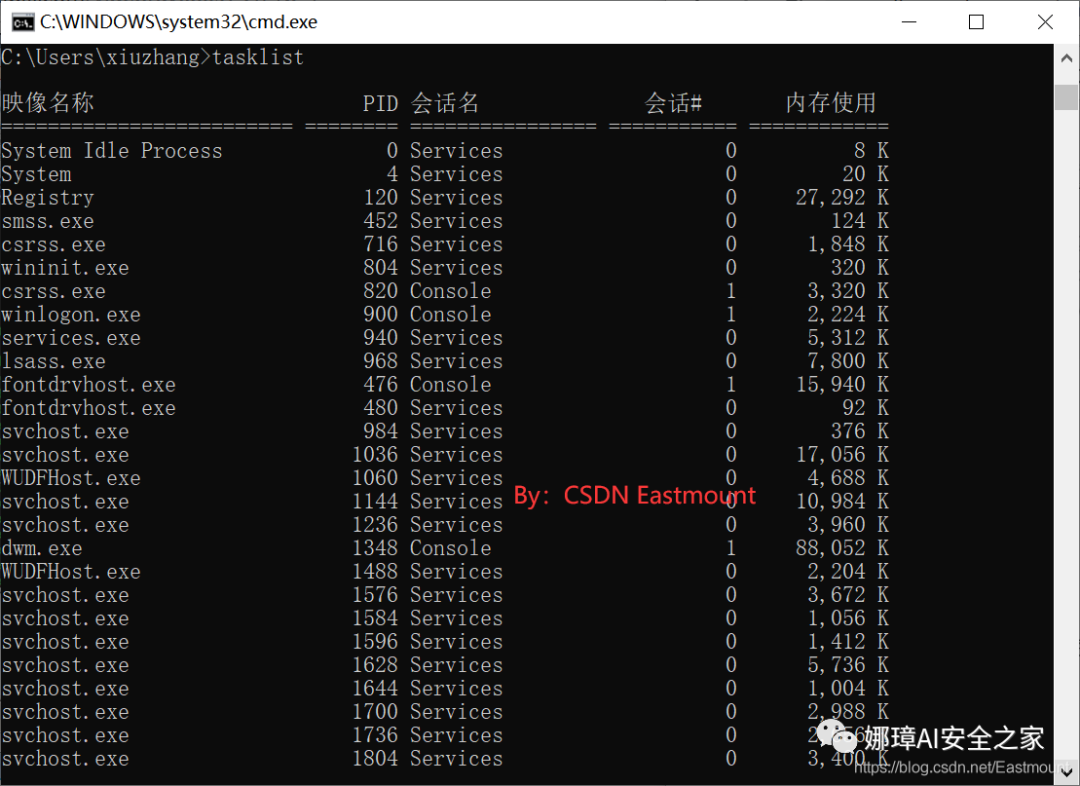 C:\WINDOWS\system32\cmd.exe
C:\Users\xiuzhang>tasklist
映像名称 PID 会话名 会话# 内存使用
========================= ======== ================ =========== ============
System Idle Process 0 Services 0 8 K
System 4 Services 0 20 K
Registry 120 Services 0 27,292 K
smss.exe 452 Services 0 124 K
csrss.exe 716 Services 0 1,848 K
wininit.exe 804 Services 0 320 K
csrss.exe 820 Console 1 3,320 K
winlogon.exe 900 Console 1 2,224 K
services.exe 940 Services 0 5,312 K
lsass.exe 968 Services 0 7,800 K
fontdrvhost.exe 476 Console 1 15,940 K
fontdrvhost.exe 480 Services 0 92 K
svchost.exe 984 Services 0 376 K
svchost.exe 1036 Services 0 17,056 K
WUDFHost.exe 1060 Services 0 4,688 K
By：CSDN Eastmount
svchost.exe 1144 Services 0 10,984 K
svchost.exe 1236 Services 0 3,960 K
dwm.exe 1348 Console 1 88,052 K
WUDFHost.exe 1488 Services 0 2,204 K
svchost.exe 1576 Services 0 3,672 K
svchost.exe 1584 Services 0 1,056 K
svchost.exe 1596 Services 0 1,412 K
svchost.exe 1628 Services 0 5,736 K
svchost.exe 1644 Services 0 1,004 K
svchost.exe 1700 Services 0 2,988 K
svchost.exe 1736 Services 0
娜璋AI安全之家
svchost.exe 1804 Services 0 3,400 K
https://blog.csdn.net/Eastmount